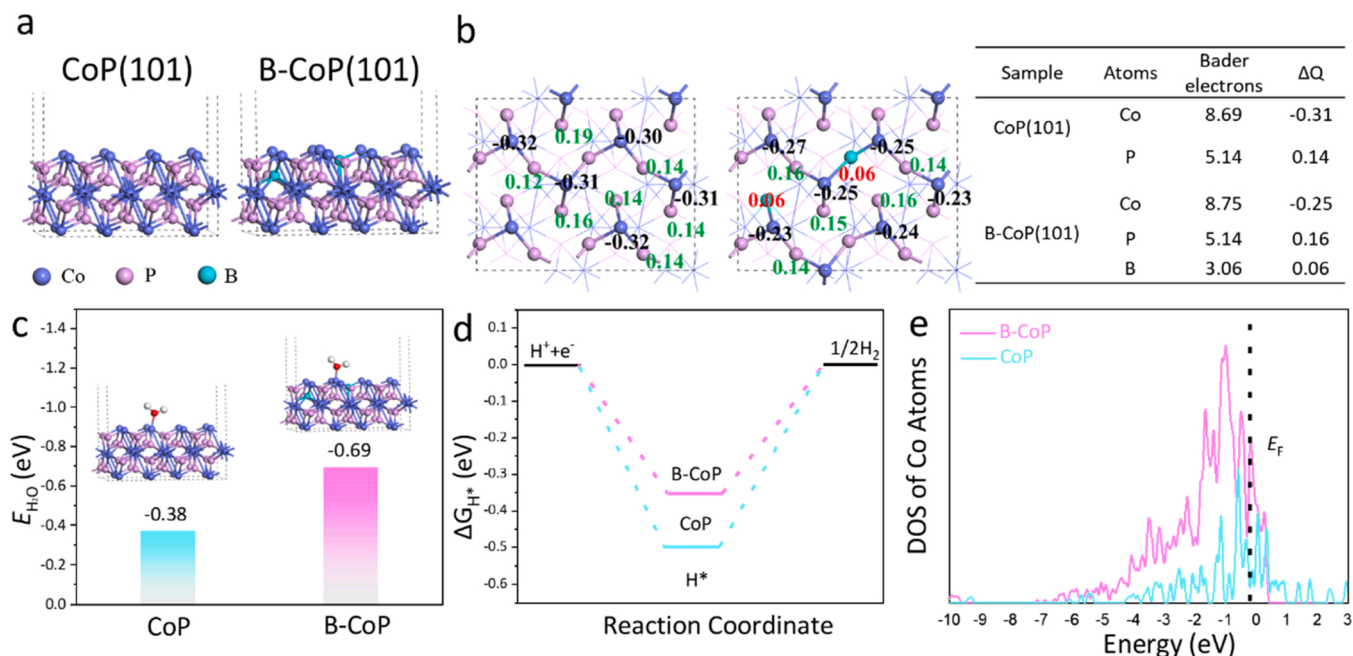 a
CoP(101)
B-CoP(101)
Co
P
B
b
-0.32
0.19
-0.30
0.12
-0.31
0.14
0.14
-0.31
0.16
-0.32
0.14
0.14
-0.27
-0.25
0.16
0.06
0.14
0.06
-0.25
0.16
-0.23
-0.23
0.15
-0.24
0.14
Sample Atoms Bader electrons ΔQ
CoP(101) Co 8.69 -0.31
P 5.14 0.14
Co 8.75 -0.25
B-CoP(101) P 5.14 0.16
B 3.06 0.06
c
E_H₂O (eV)
-1.4
-1.2
-1.0
-0.8
-0.6
-0.4
-0.2
0.0
-0.38
-0.69
CoP
B-CoP
d
ΔG_H* (eV)
0.1
0.0
-0.1
-0.2
-0.3
-0.4
-0.5
-0.6
H⁺+e⁻
1/2H₂
B-CoP
CoP
H*
Reaction Coordinate
e
B-CoP
CoP
E_F
DOS of Co Atoms
-10 -9 -8 -7 -6 -5 -4 -3 -2 -1 0 1 2 3
Energy (eV)